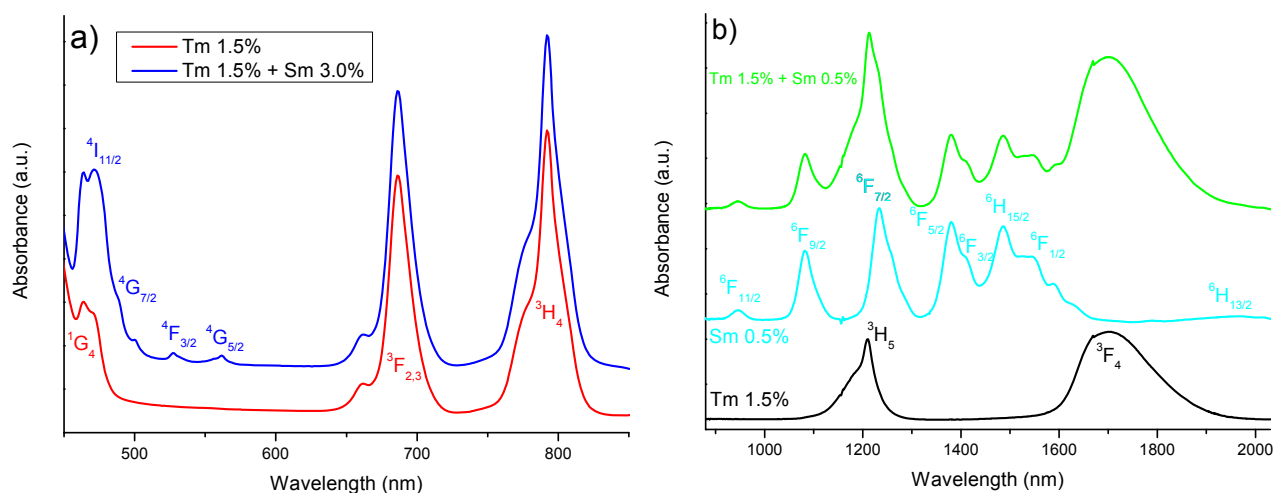 a)
Tm 1.5%
Tm 1.5% + Sm 3.0%
⁴I₁₁/₂
⁴G₇/₂
⁴F₃/₂
⁴G₅/₂
¹G₄
³F₂,₃
³H₄
Absorbance (a.u.)
500
600
700
800
Wavelength (nm)
b)
Tm 1.5% + Sm 0.5%
⁶F₁₁/₂
⁶F₉/₂
⁶F₇/₂
⁶F₅/₂
⁶F₃/₂
⁶H₁₅/₂
⁶F₁/₂
⁶H₁₃/₂
Sm 0.5%
³H₅
³F₄
Tm 1.5%
Absorbance (a.u.)
1000
1200
1400
1600
1800
2000
Wavelength (nm)